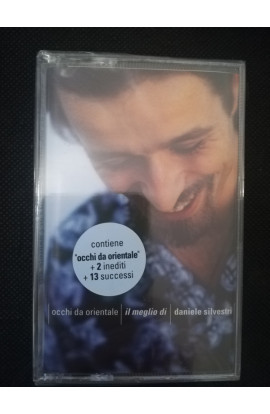 contiene
"occhi da orientale"
+ 2 inediti
+ 13 successi
occhi da orientale | il meglio di | daniele silvestri